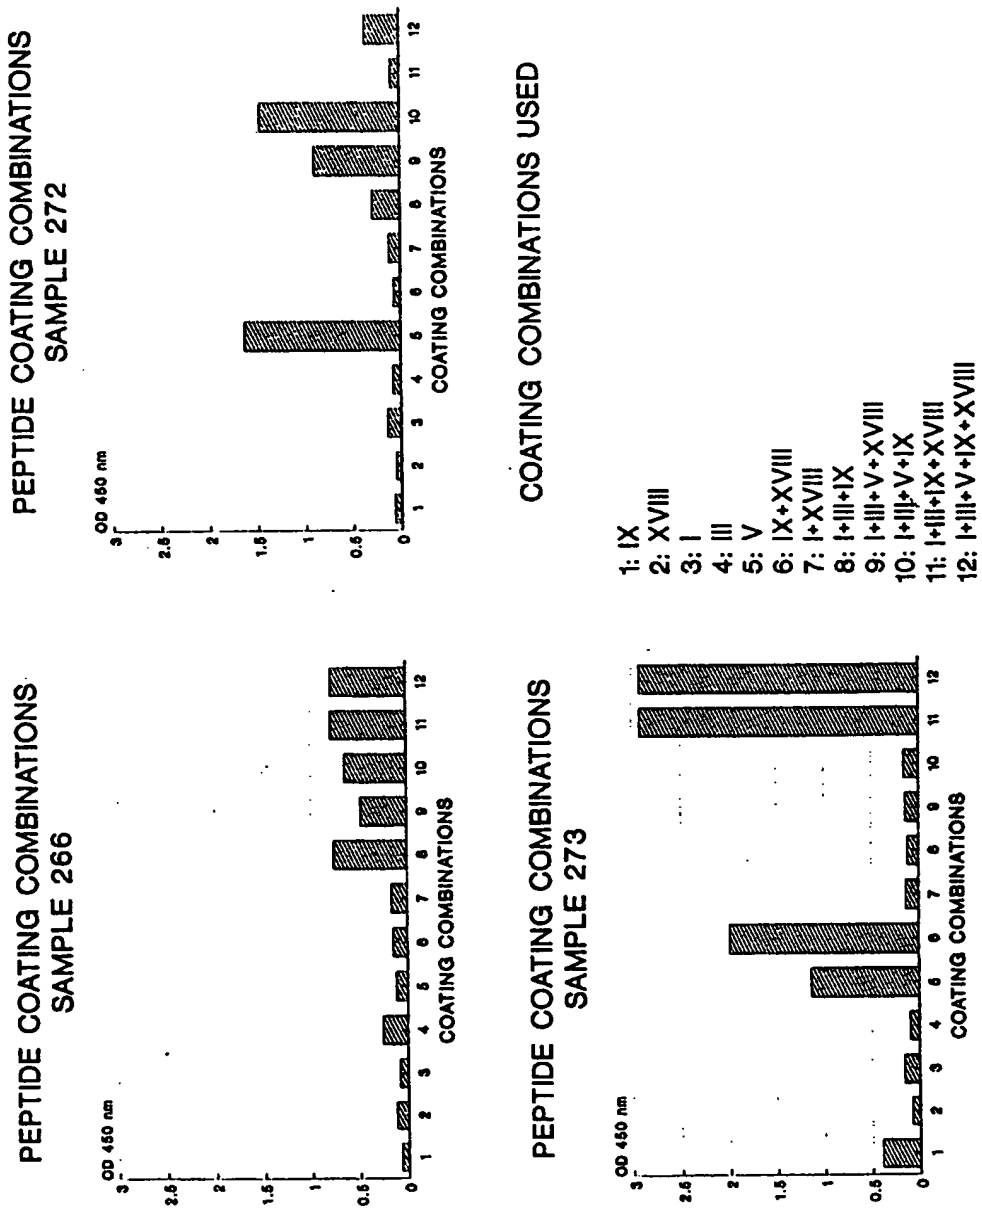 PEPTIDE COATING COMBINATIONS
SAMPLE 266
OD 450 nm
3
2.5
2
1.5
1
0.5
0
1 2 3 4 5 6 7 8 9 10 11 12
COATING COMBINATIONS
PEPTIDE COATING COMBINATIONS
SAMPLE 272
OD 450 nm
3
2.5
2
1.5
1
0.5
0
1 2 3 4 5 6 7 8 9 10 11 12
COATING COMBINATIONS
PEPTIDE COATING COMBINATIONS
SAMPLE 273
OD 450 nm
3
2.5
2
1.5
1
0.5
0
1 2 3 4 5 6 7 8 9 10 11 12
COATING COMBINATIONS
COATING COMBINATIONS USED
1: IX
2: XVIII
3: I
4: III
5: V
6: IX+XVIII
7: I+XVIII
8: I+III+IX
9: I+III+V+XVIII
10: I+III+V+IX
11: I+III+IX+XVIII
12: I+III+V+IX+XVIII